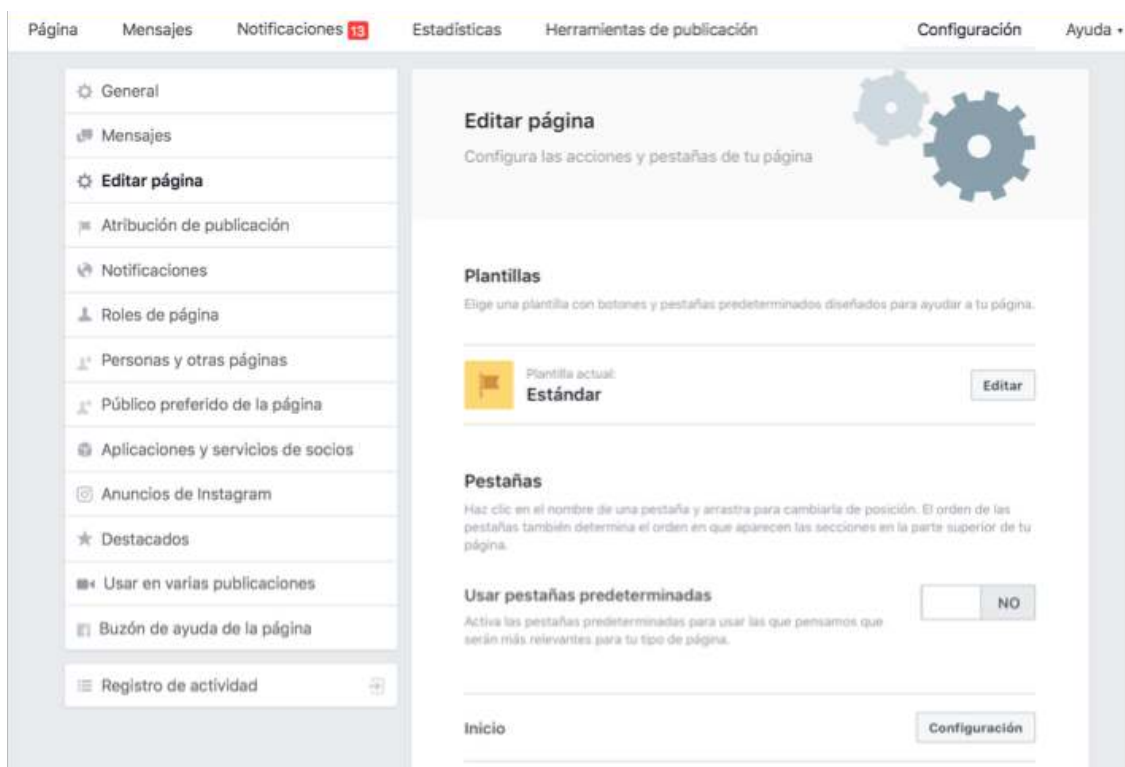 Página Mensajes Notificaciones 13 Estadísticas Herramientas de publicación Configuración Ayuda
General
Mensajes
Editar página
Atribución de publicación
Notificaciones
Roles de página
Personas y otras páginas
Público preferido de la página
Aplicaciones y servicios de socios
Anuncios de Instagram
Destacados
Usar en varias publicaciones
Buzón de ayuda de la página
Registro de actividad
Editar página
Configura las acciones y pestañas de tu página
Plantillas
Elige una plantilla con botones y pestañas predeterminados diseñados para ayudar a tu página.
Plantilla actual:
Estándar
Editar
Pestañas
Haz clic en el nombre de una pestaña y arrastra para cambiarla de posición. El orden de las
pestañas también determina el orden en que aparecen las secciones en la parte superior de tu
página.
Usar pestañas predeterminadas
NO
Activa las pestañas predeterminadas para usar las que pensamos que
serán más relevantes para tu tipo de página.
Inicio
Configuración